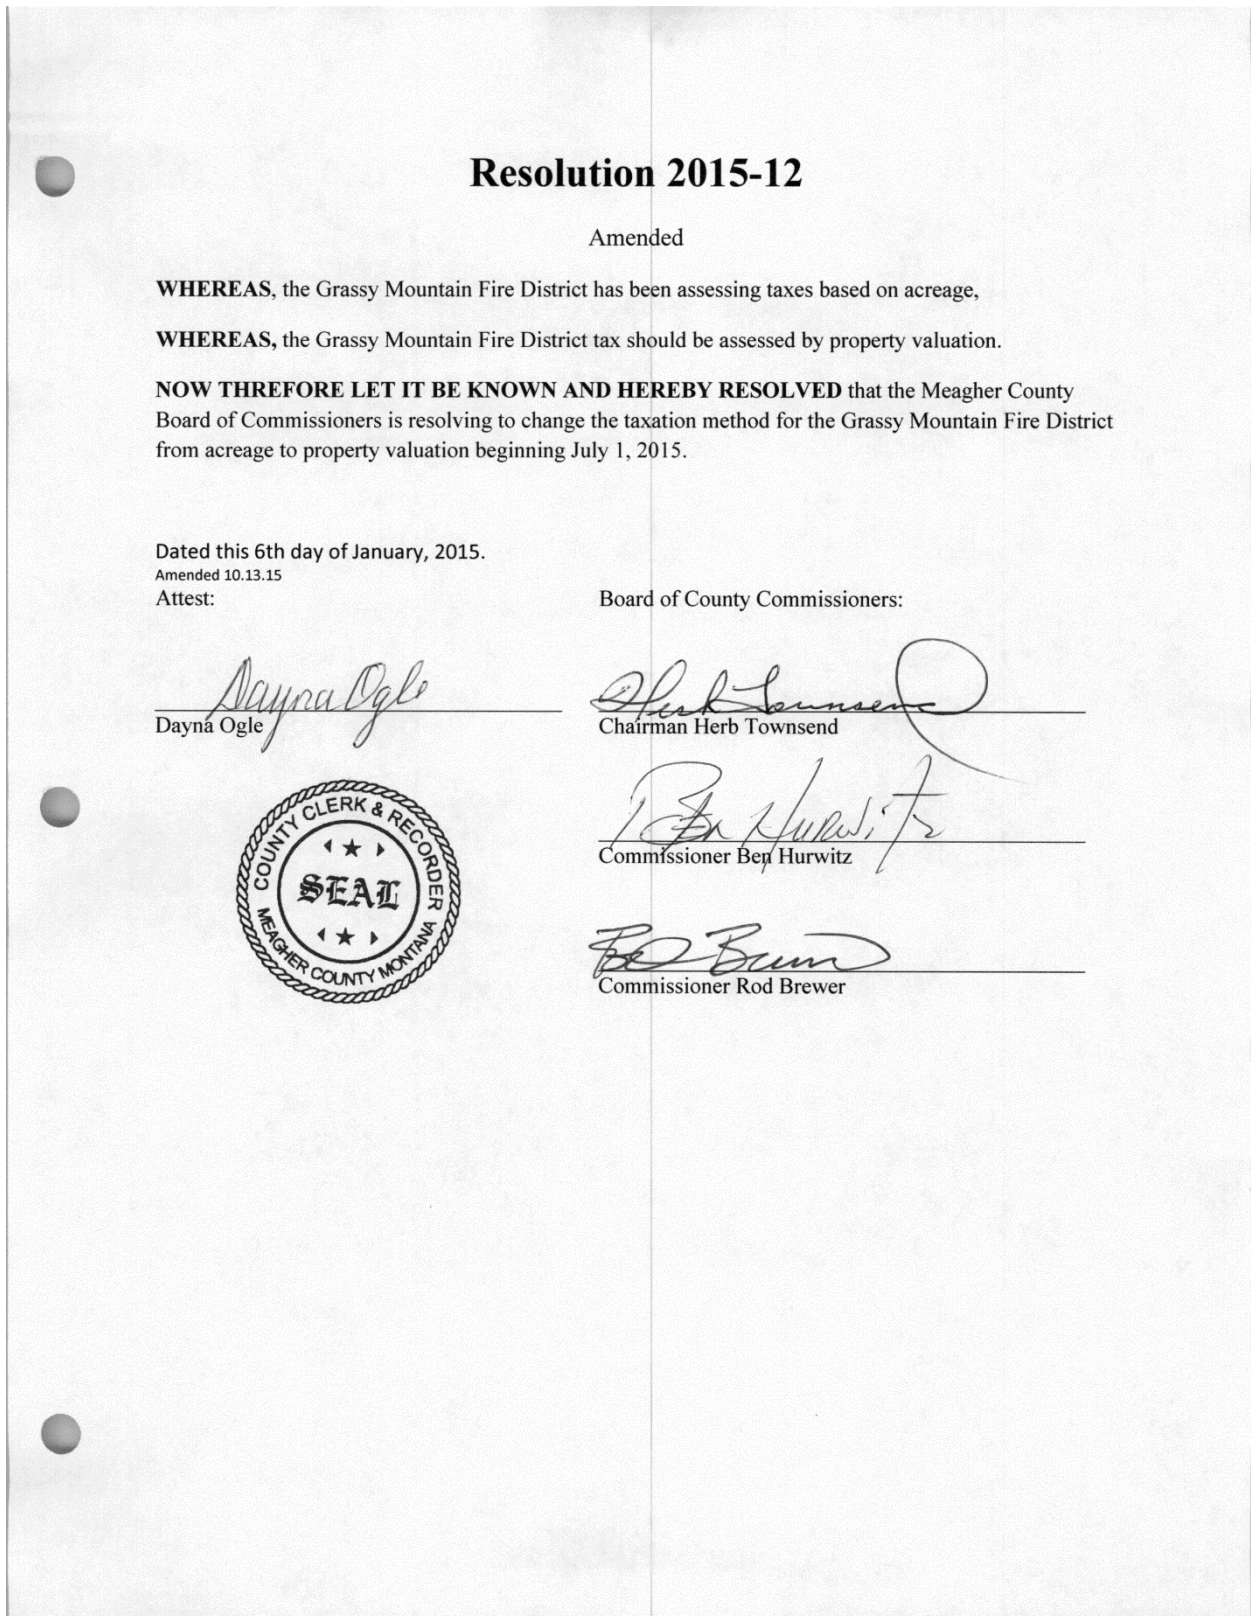 Resolution 2015-12
Amended
WHEREAS, the Grassy Mountain Fire District has been assessing taxes based on acreage,
WHEREAS, the Grassy Mountain Fire District tax should be assessed by property valuation.
NOW THREFORE LET IT BE KNOWN AND HEREBY RESOLVED that the Meagher County
Board of Commissioners is resolving to change the taxation method for the Grassy Mountain Fire District
from acreage to property valuation beginning July 1, 2015.
Dated this 6th day of January, 2015.
Amended 10.13.15
Attest:
Board of County Commissioners:
Dayna Ogle
Dayna Ogle
Herb Townsend
Chairman Herb Townsend
Ben Hurwitz
Commissioner Ben Hurwitz
Commissioner Rod Brewer
COUNTY CLERK & RECORDER
SEAL
MEAGHER COUNTY MONTANA